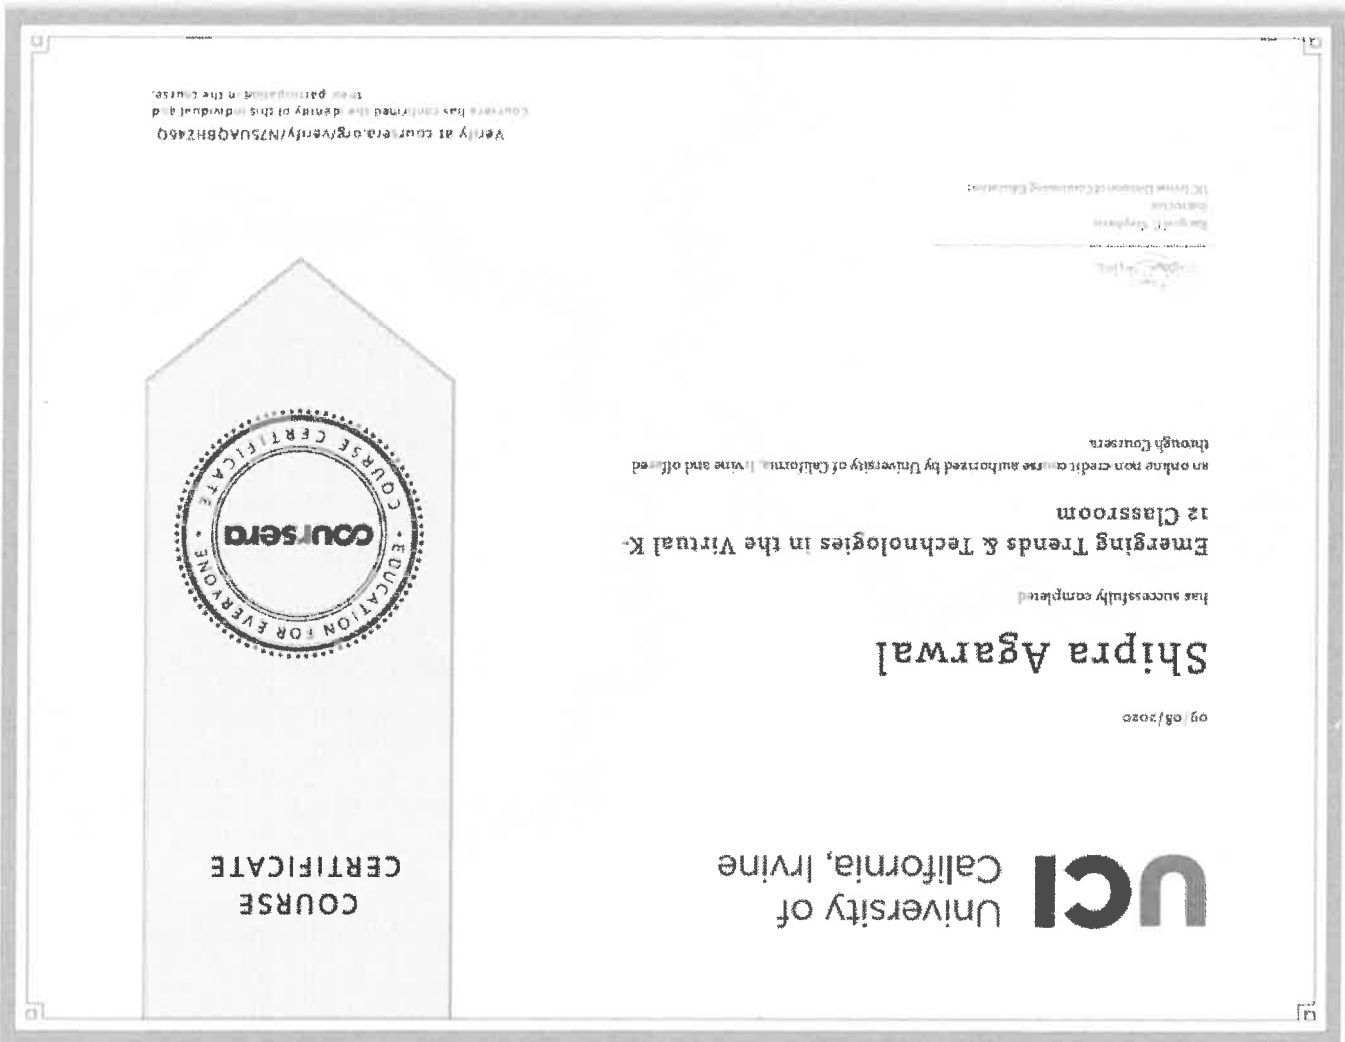 UCI
University of
California, Irvine
09/08/2020
Shipra Agarwal
has successfully completed
Emerging Trends & Technologies in the Virtual K-
12 Classroom
an online non-credit course authorized by University of California, Irvine and offered
through Coursera
Instructor
UC Irvine Division of Continuing Education
COURSE
CERTIFICATE
coursera
EDUCATION FOR EVERYONE
COURSE CERTIFICATE
Verify at coursera.org/verify/N75UAQBHZ46Q
Coursera has confirmed the identity of this individual and
their participation in the course.